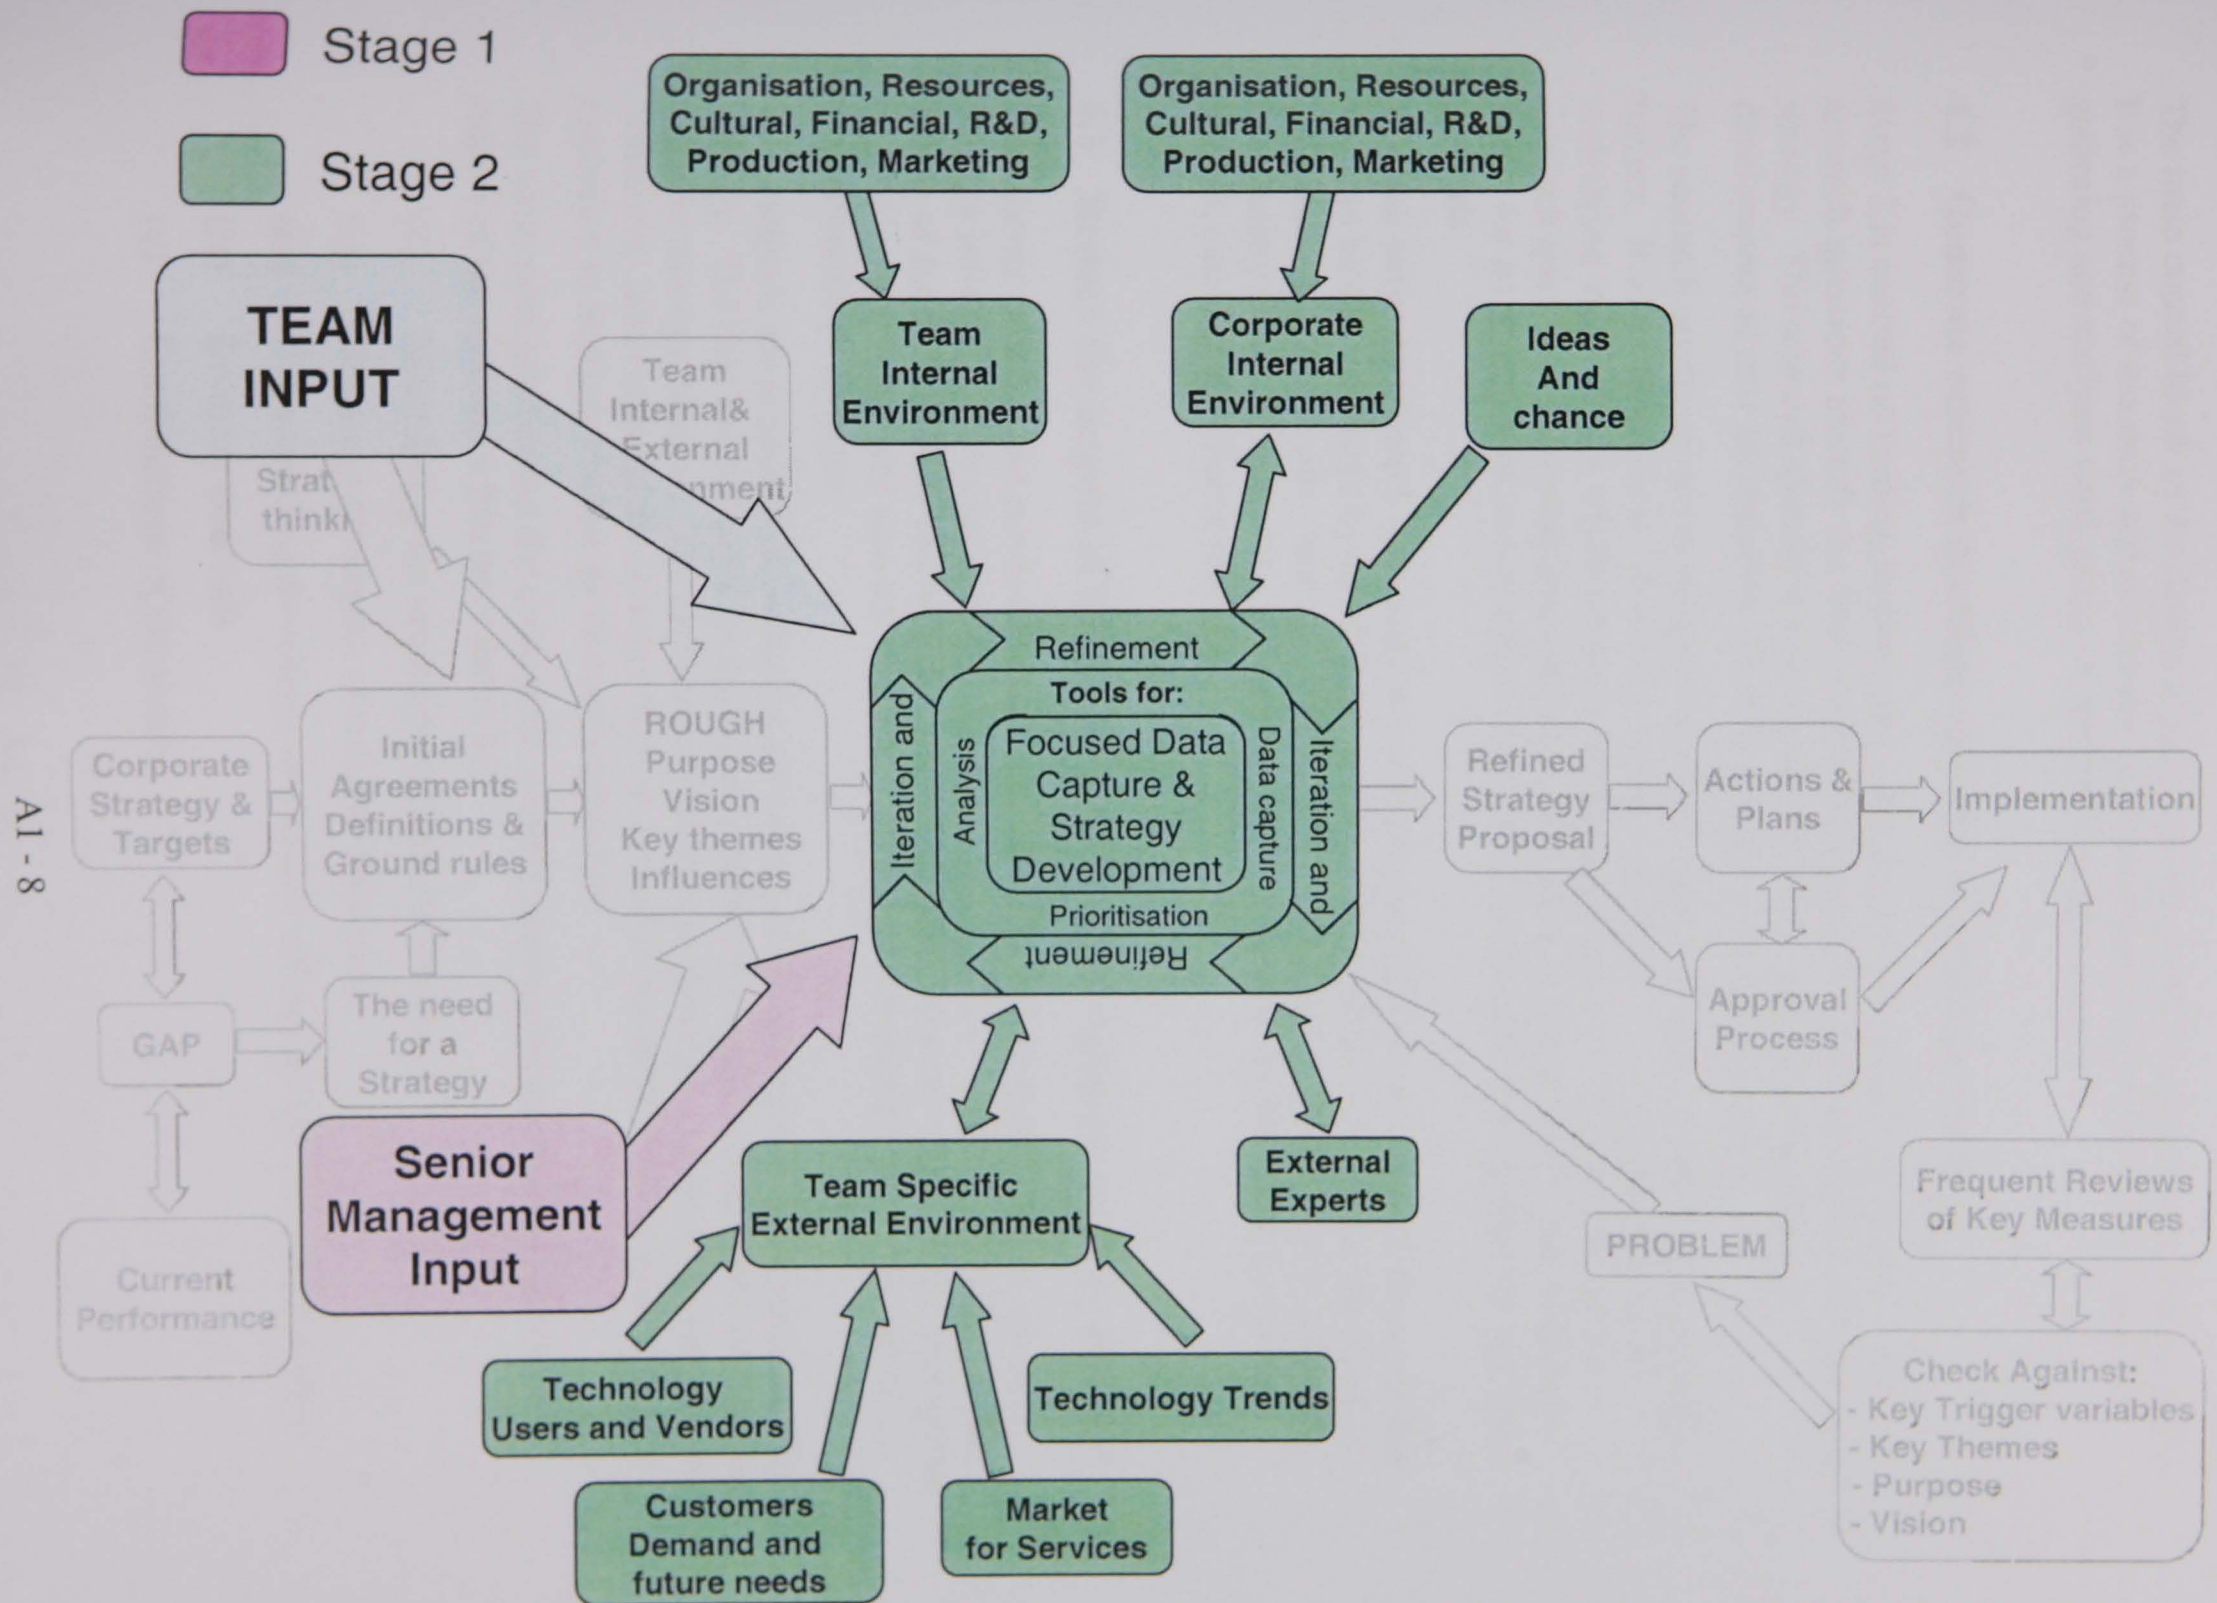 Stage 1
Stage 2
Organisation, Resources,
Cultural, Financial, R&D,
Production, Marketing
Organisation, Resources,
Cultural, Financial, R&D,
Production, Marketing
TEAM
INPUT
Team
Internal&
External
nment
Team
Internal
Environment
Corporate
Internal
Environment
Ideas
And
chance
Strat
think
Refinement
Tools for:
Iteration and
Analysis
Focused Data
Capture &
Strategy
Development
Data capture
Iteration and
Prioritisation
Refinement
Corporate
Strategy &
Targets
Initial
Agreements
Definitions &
Ground rules
ROUGH
Purpose
Vision
Key themes
Influences
Refined
Strategy
Proposal
Actions &
Plans
Implementation
A1 - 8
GAP
The need
for a
Strategy
Approval
Process
Senior
Management
Input
Team Specific
External Environment
External
Experts
Frequent Reviews
of Key Measures
PROBLEM
Current
Performance
Technology
Users and Vendors
Technology Trends
Check Against:
- Key Trigger variables
- Key Themes
- Purpose
- Vision
Customers
Demand and
future needs
Market
for Services